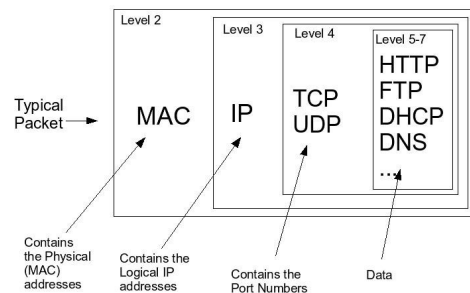 Level 2
Level 3
Level 4
Level 5-7
Typical
Packet
MAC
IP
TCP
UDP
HTTP
FTP
DHCP
DNS
...
Contains
the Physical
(MAC)
addresses
Contains the
Logical IP
addresses
Contains the
Port Numbers
Data